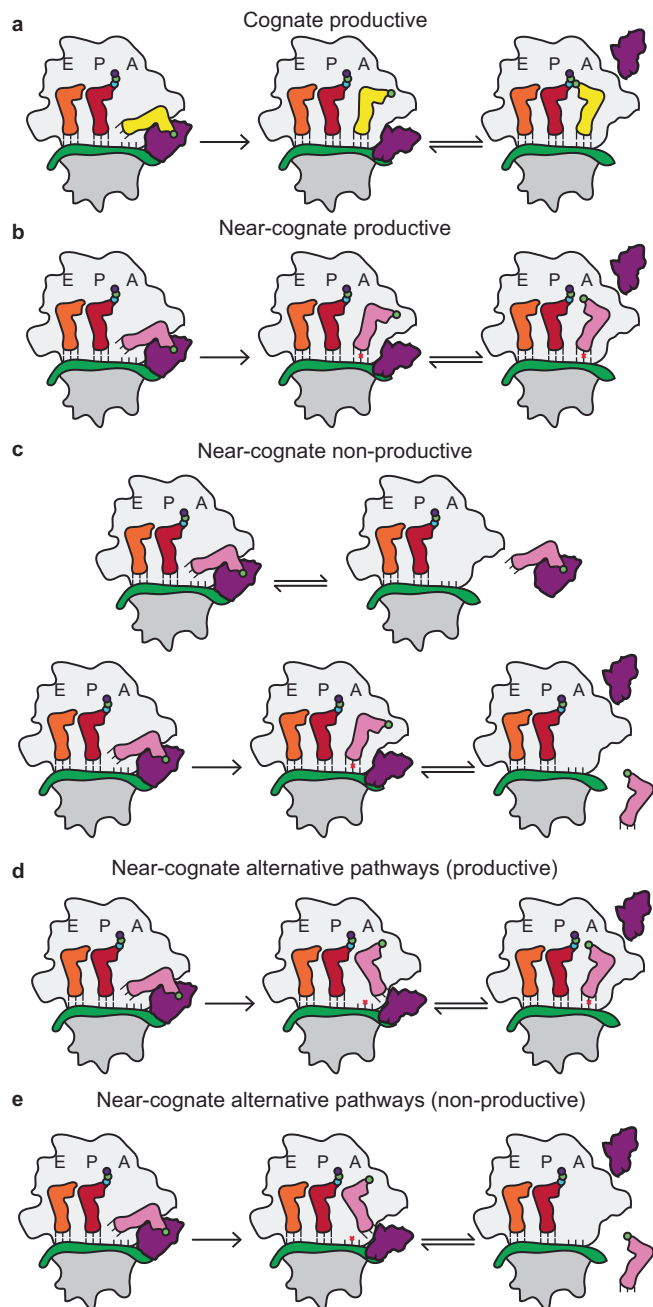 a
Cognate productive
E P A
E P A
E P A
b
Near-cognate productive
E P A
E P A
E P A
c
Near-cognate non-productive
E P A
E P A
E P A
E P A
E P A
d
Near-cognate alternative pathways (productive)
E P A
E P A
E P A
e
Near-cognate alternative pathways (non-productive)
E P A
E P A
E P A